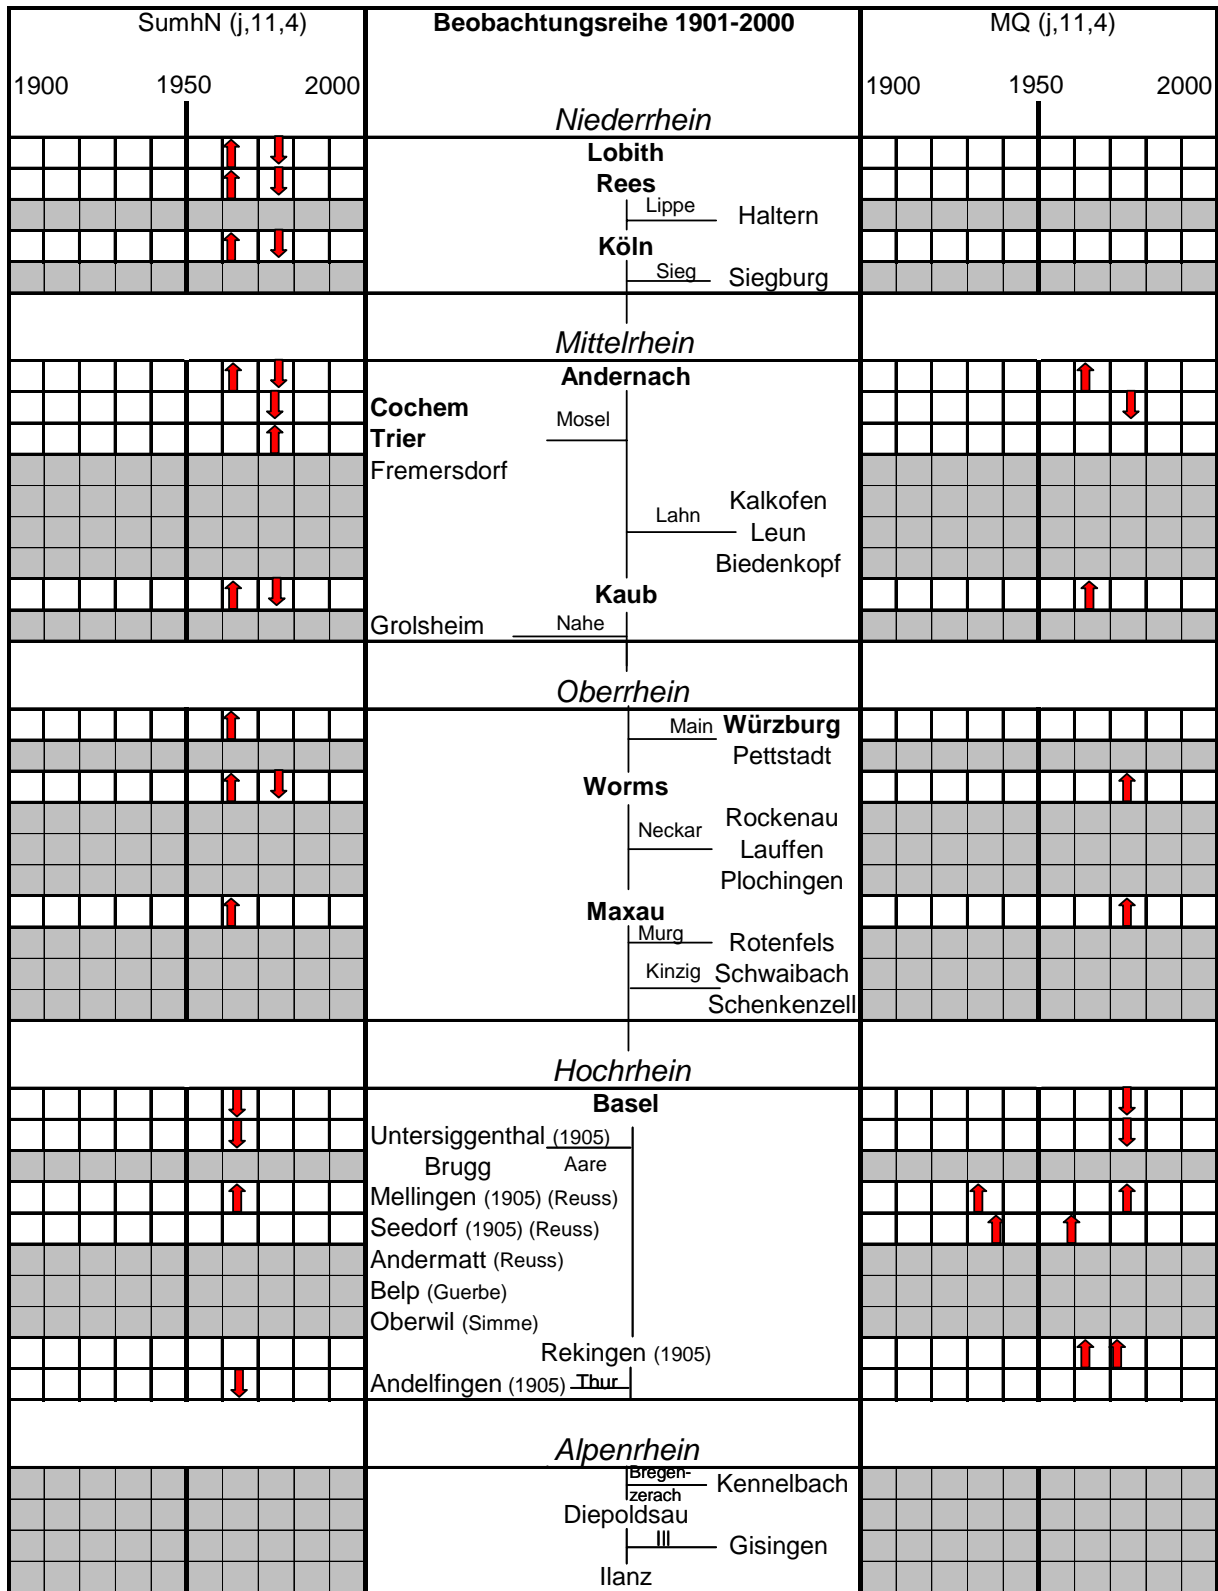 SumhN (j,11,4) Beobachtungsreihe 1901-2000 MQ (j,11,4)
1900 1950 2000 1900 1950 2000
Niederrhein
Lobith
Rees
Lippe Haltern
Köln
Sieg Siegburg
Mittelrhein
Andernach
Cochem Mosel
Trier
Fremersdorf
Kalkofen
Lahn Leun
Biedenkopf
Kaub
Grolsheim Nahe
Oberrhein
Main Würzburg
Pettstadt
Worms
Rockenau
Neckar Lauffen
Plochingen
Maxau
Murg Rotenfels
Kinzig Schwaibach
Schenkenzell
Hochrhein
Basel
Untersiggenthal (1905)
Brugg Aare
Mellingen (1905) (Reuss)
Seedorf (1905) (Reuss)
Andermatt (Reuss)
Belp (Guerbe)
Oberwil (Simme)
Rekingen (1905)
Andelfingen (1905) Thur
Alpenrhein
Bregen-
zerach Kennelbach
Diepoldsau
Ill Gisingen
Ilanz